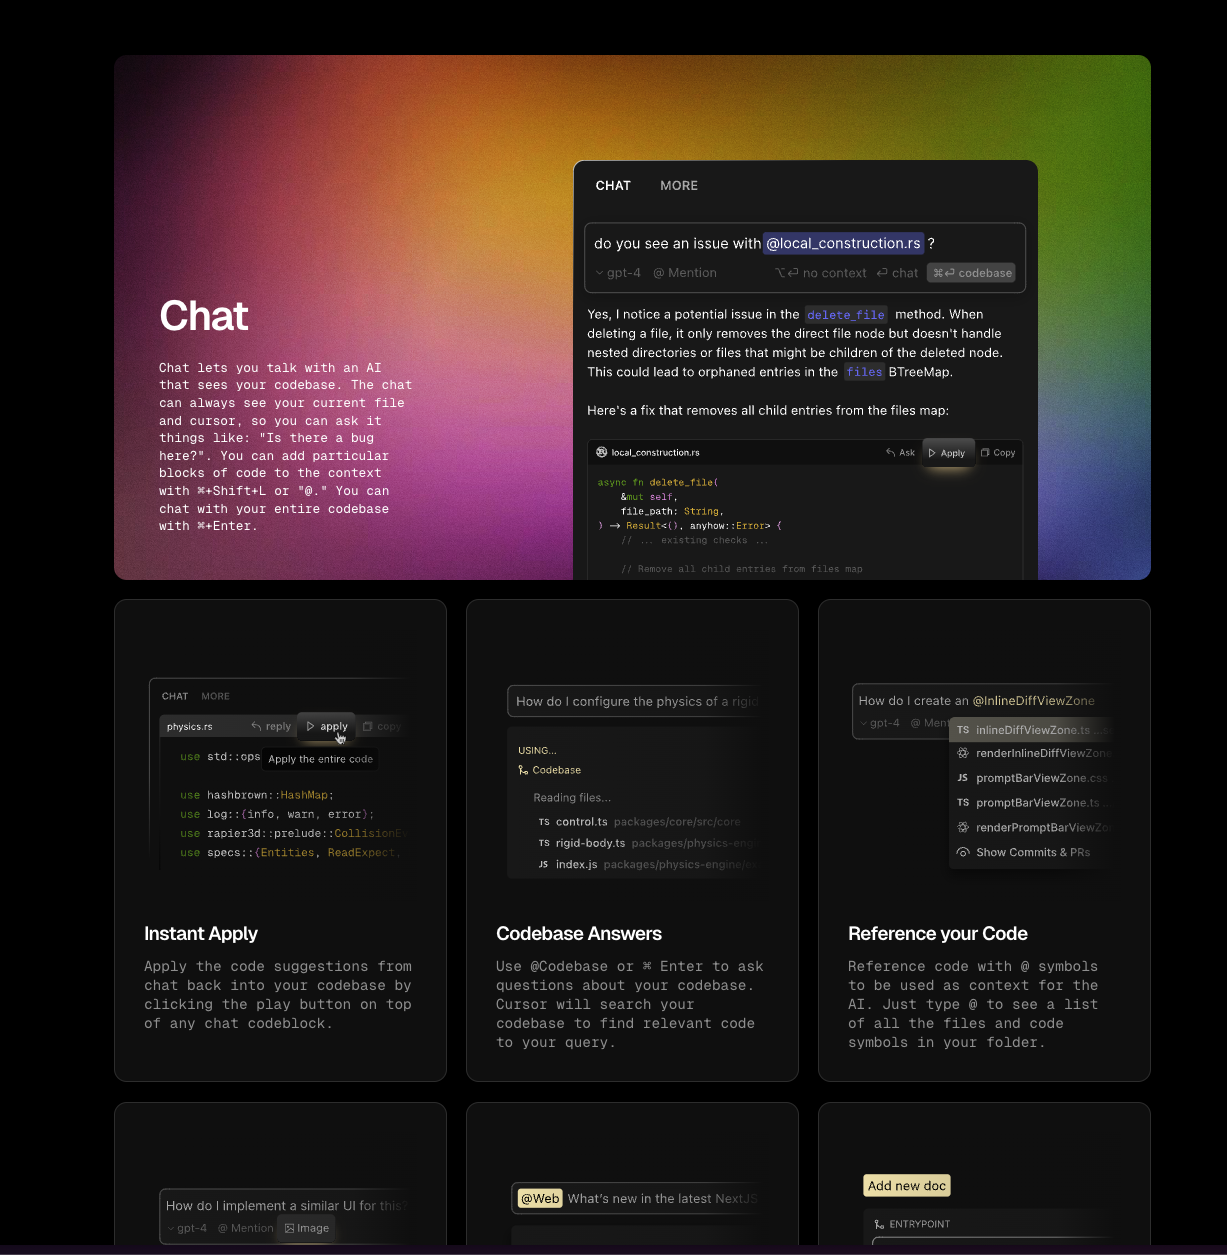 Chat
Chat lets you talk with an AI
that sees your codebase. The chat
can always see your current file
and cursor, so you can ask it
things like: "Is there a bug
here?". You can add particular
blocks of code to the context
with ⌘+Shift+L or "@." You can
chat with your entire codebase
with ⌘+Enter.
CHAT MORE
do you see an issue with @local_construction.rs ?
gpt-4 @ Mention ⌥⏎ no context ⏎ chat ⌘⏎ codebase
Yes, I notice a potential issue in the delete_file method. When
deleting a file, it only removes the direct file node but doesn't handle
nested directories or files that might be children of the deleted node.
This could lead to orphaned entries in the files BTreeMap.
Here's a fix that removes all child entries from the files map:
local_construction.rs Ask Apply Copy
async fn delete_file(
&mut self,
file_path: String,
) -> Result<(), anyhow::Error> {
// ... existing checks ...
// Remove all child entries from files map
CHAT MORE
physics.rs reply apply copy
use std::ops
Apply the entire code
use hashbrown::HashMap;
use log::{info, warn, error};
use rapier3d::prelude::CollisionEv
use specs::{Entities, ReadExpect,
Instant Apply
Apply the code suggestions from
chat back into your codebase by
clicking the play button on top
of any chat codeblock.
How do I configure the physics of a rigid
USING...
Codebase
Reading files...
TS control.ts packages/core/src/core
TS rigid-body.ts packages/physics-eng
JS index.js packages/physics-engine/
Codebase Answers
Use @Codebase or ⌘ Enter to ask
questions about your codebase.
Cursor will search your
codebase to find relevant code
to your query.
How do I create an @InlineDiffViewZone
gpt-4 @ Ment
TS inlineDiffViewZone.ts ...
renderInlineDiffViewZone
JS promptBarViewZone.css
TS promptBarViewZone.ts ...
renderPromptBarViewZo
Show Commits & PRs
Reference your Code
Reference code with @ symbols
to be used as context for the
AI. Just type @ to see a list
of all the files and code
symbols in your folder.
How do I implement a similar UI for this?
gpt-4 @ Mention Image
@Web What's new in the latest NextJS
Add new doc
ENTRYPOINT